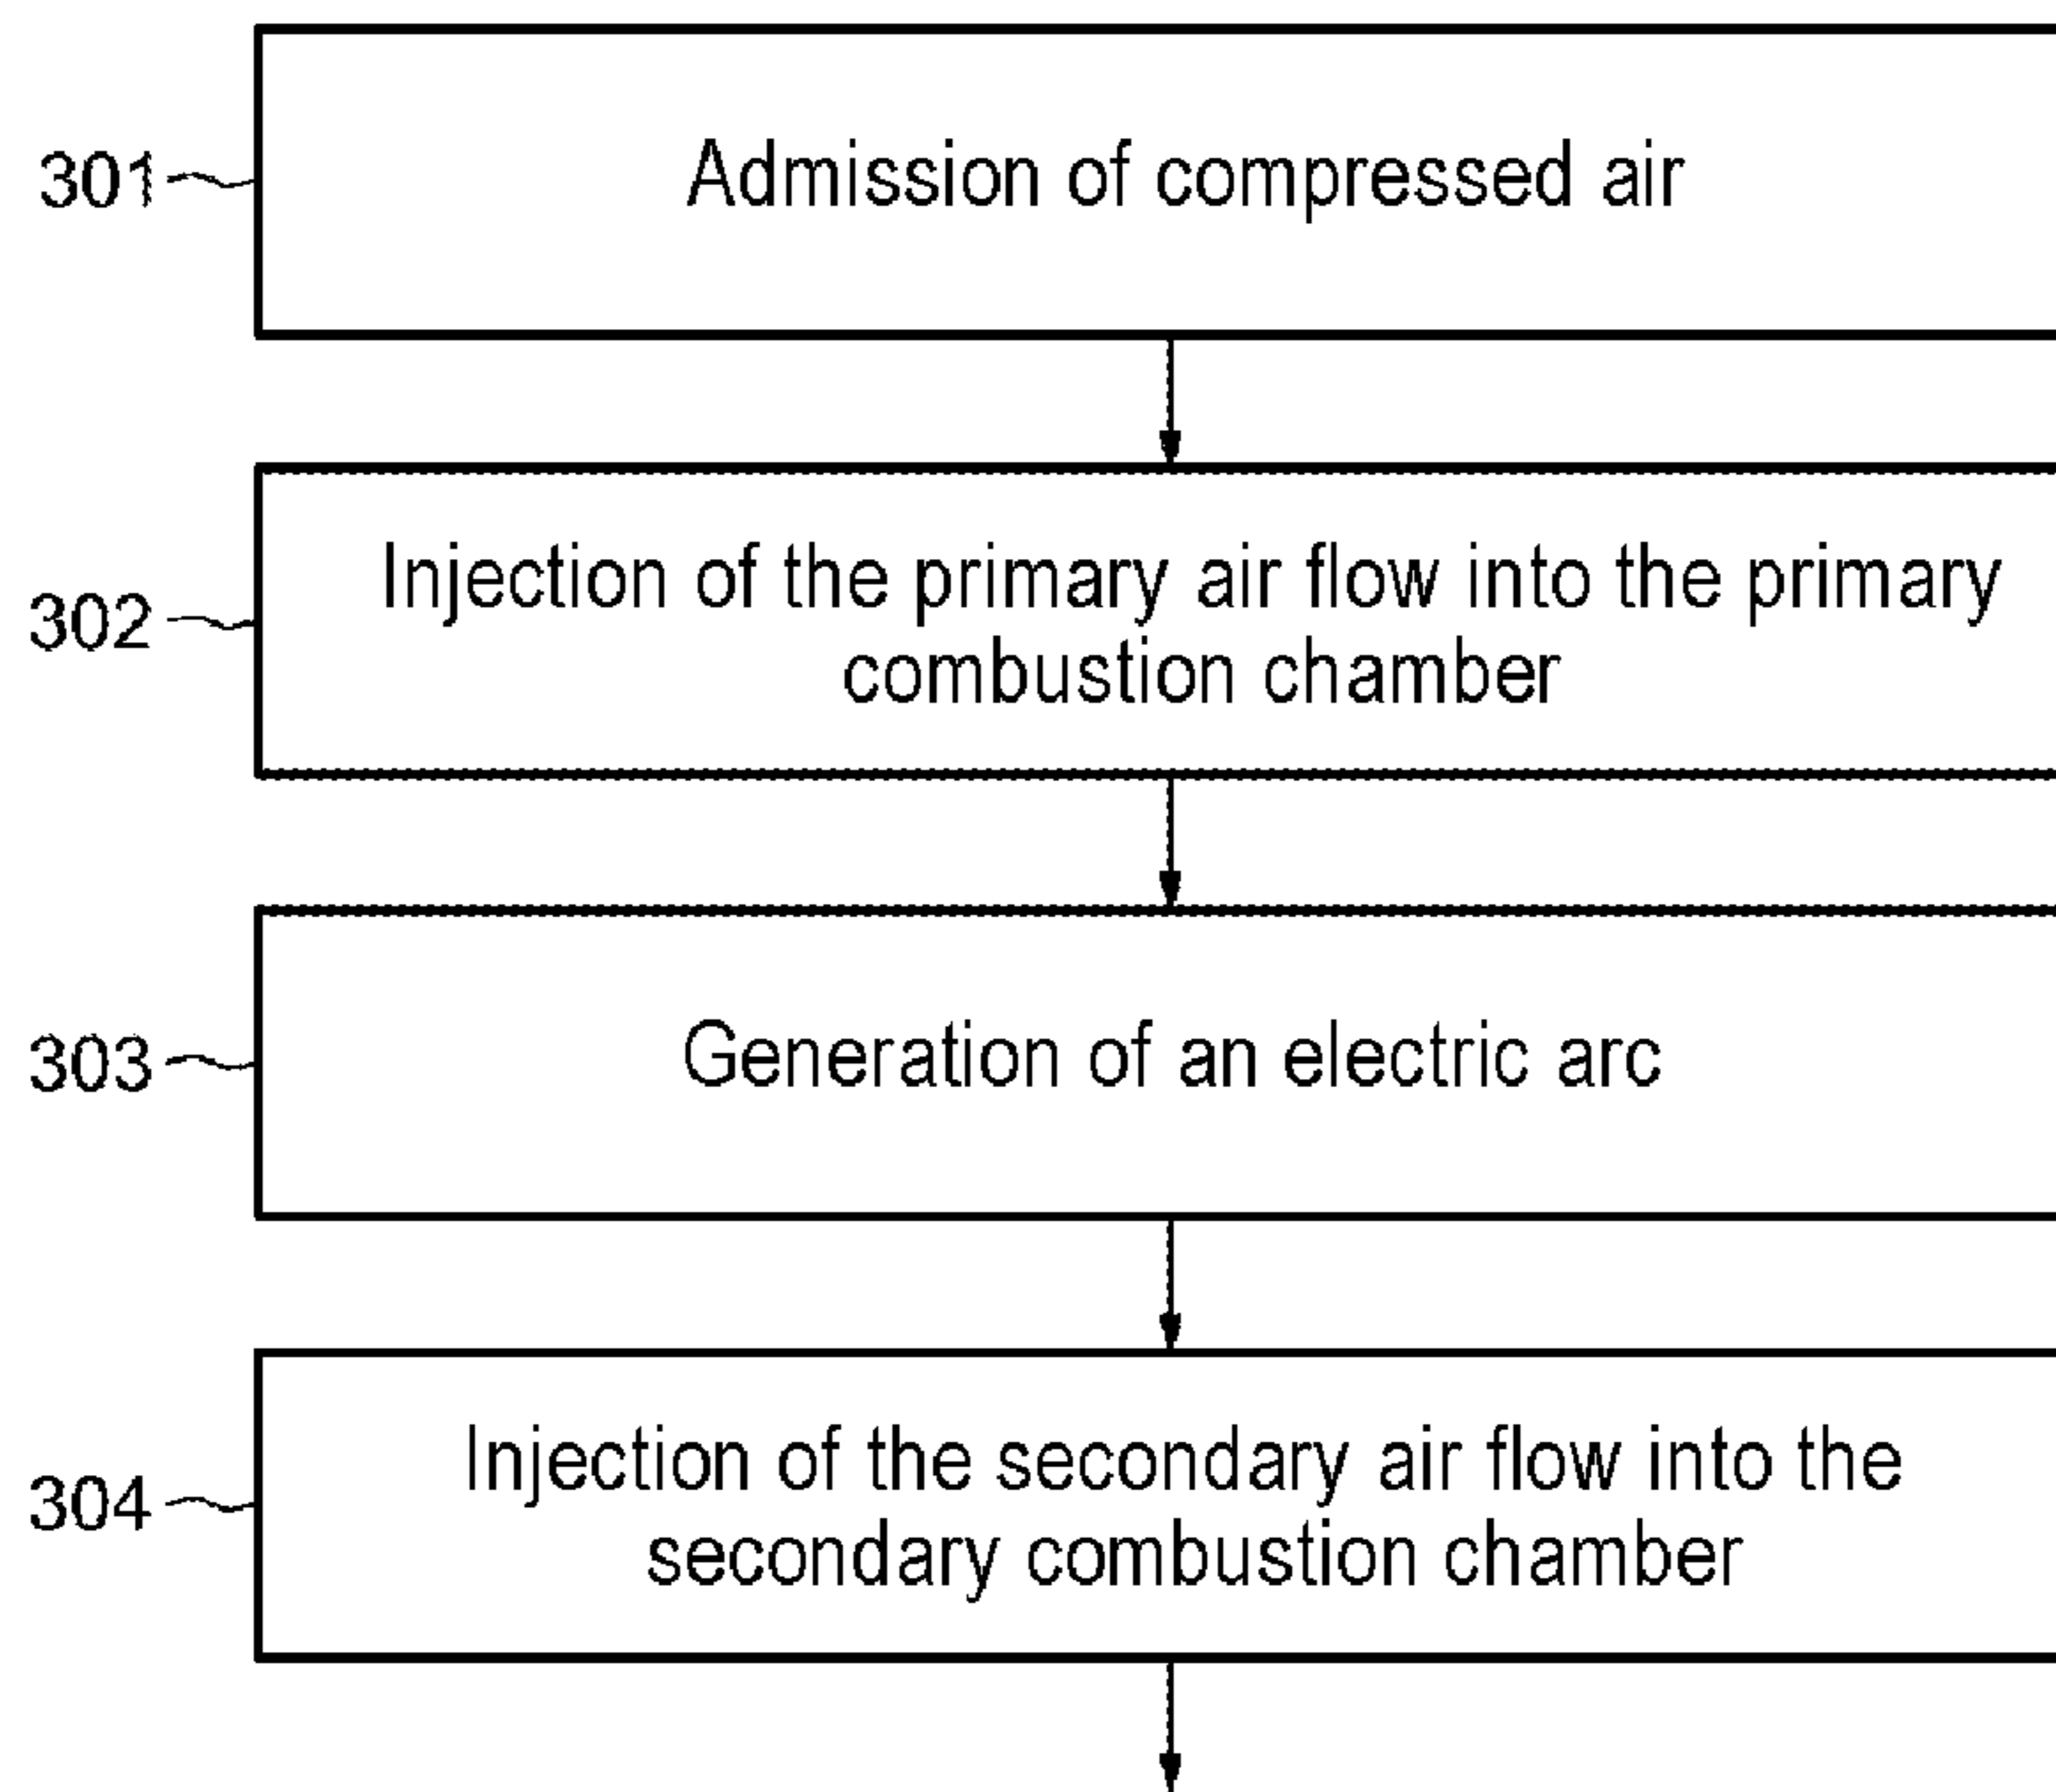 301
Admission of compressed air
302
Injection of the primary air flow into the primary
combustion chamber
303
Generation of an electric arc
304
Injection of the secondary air flow into the
secondary combustion chamber